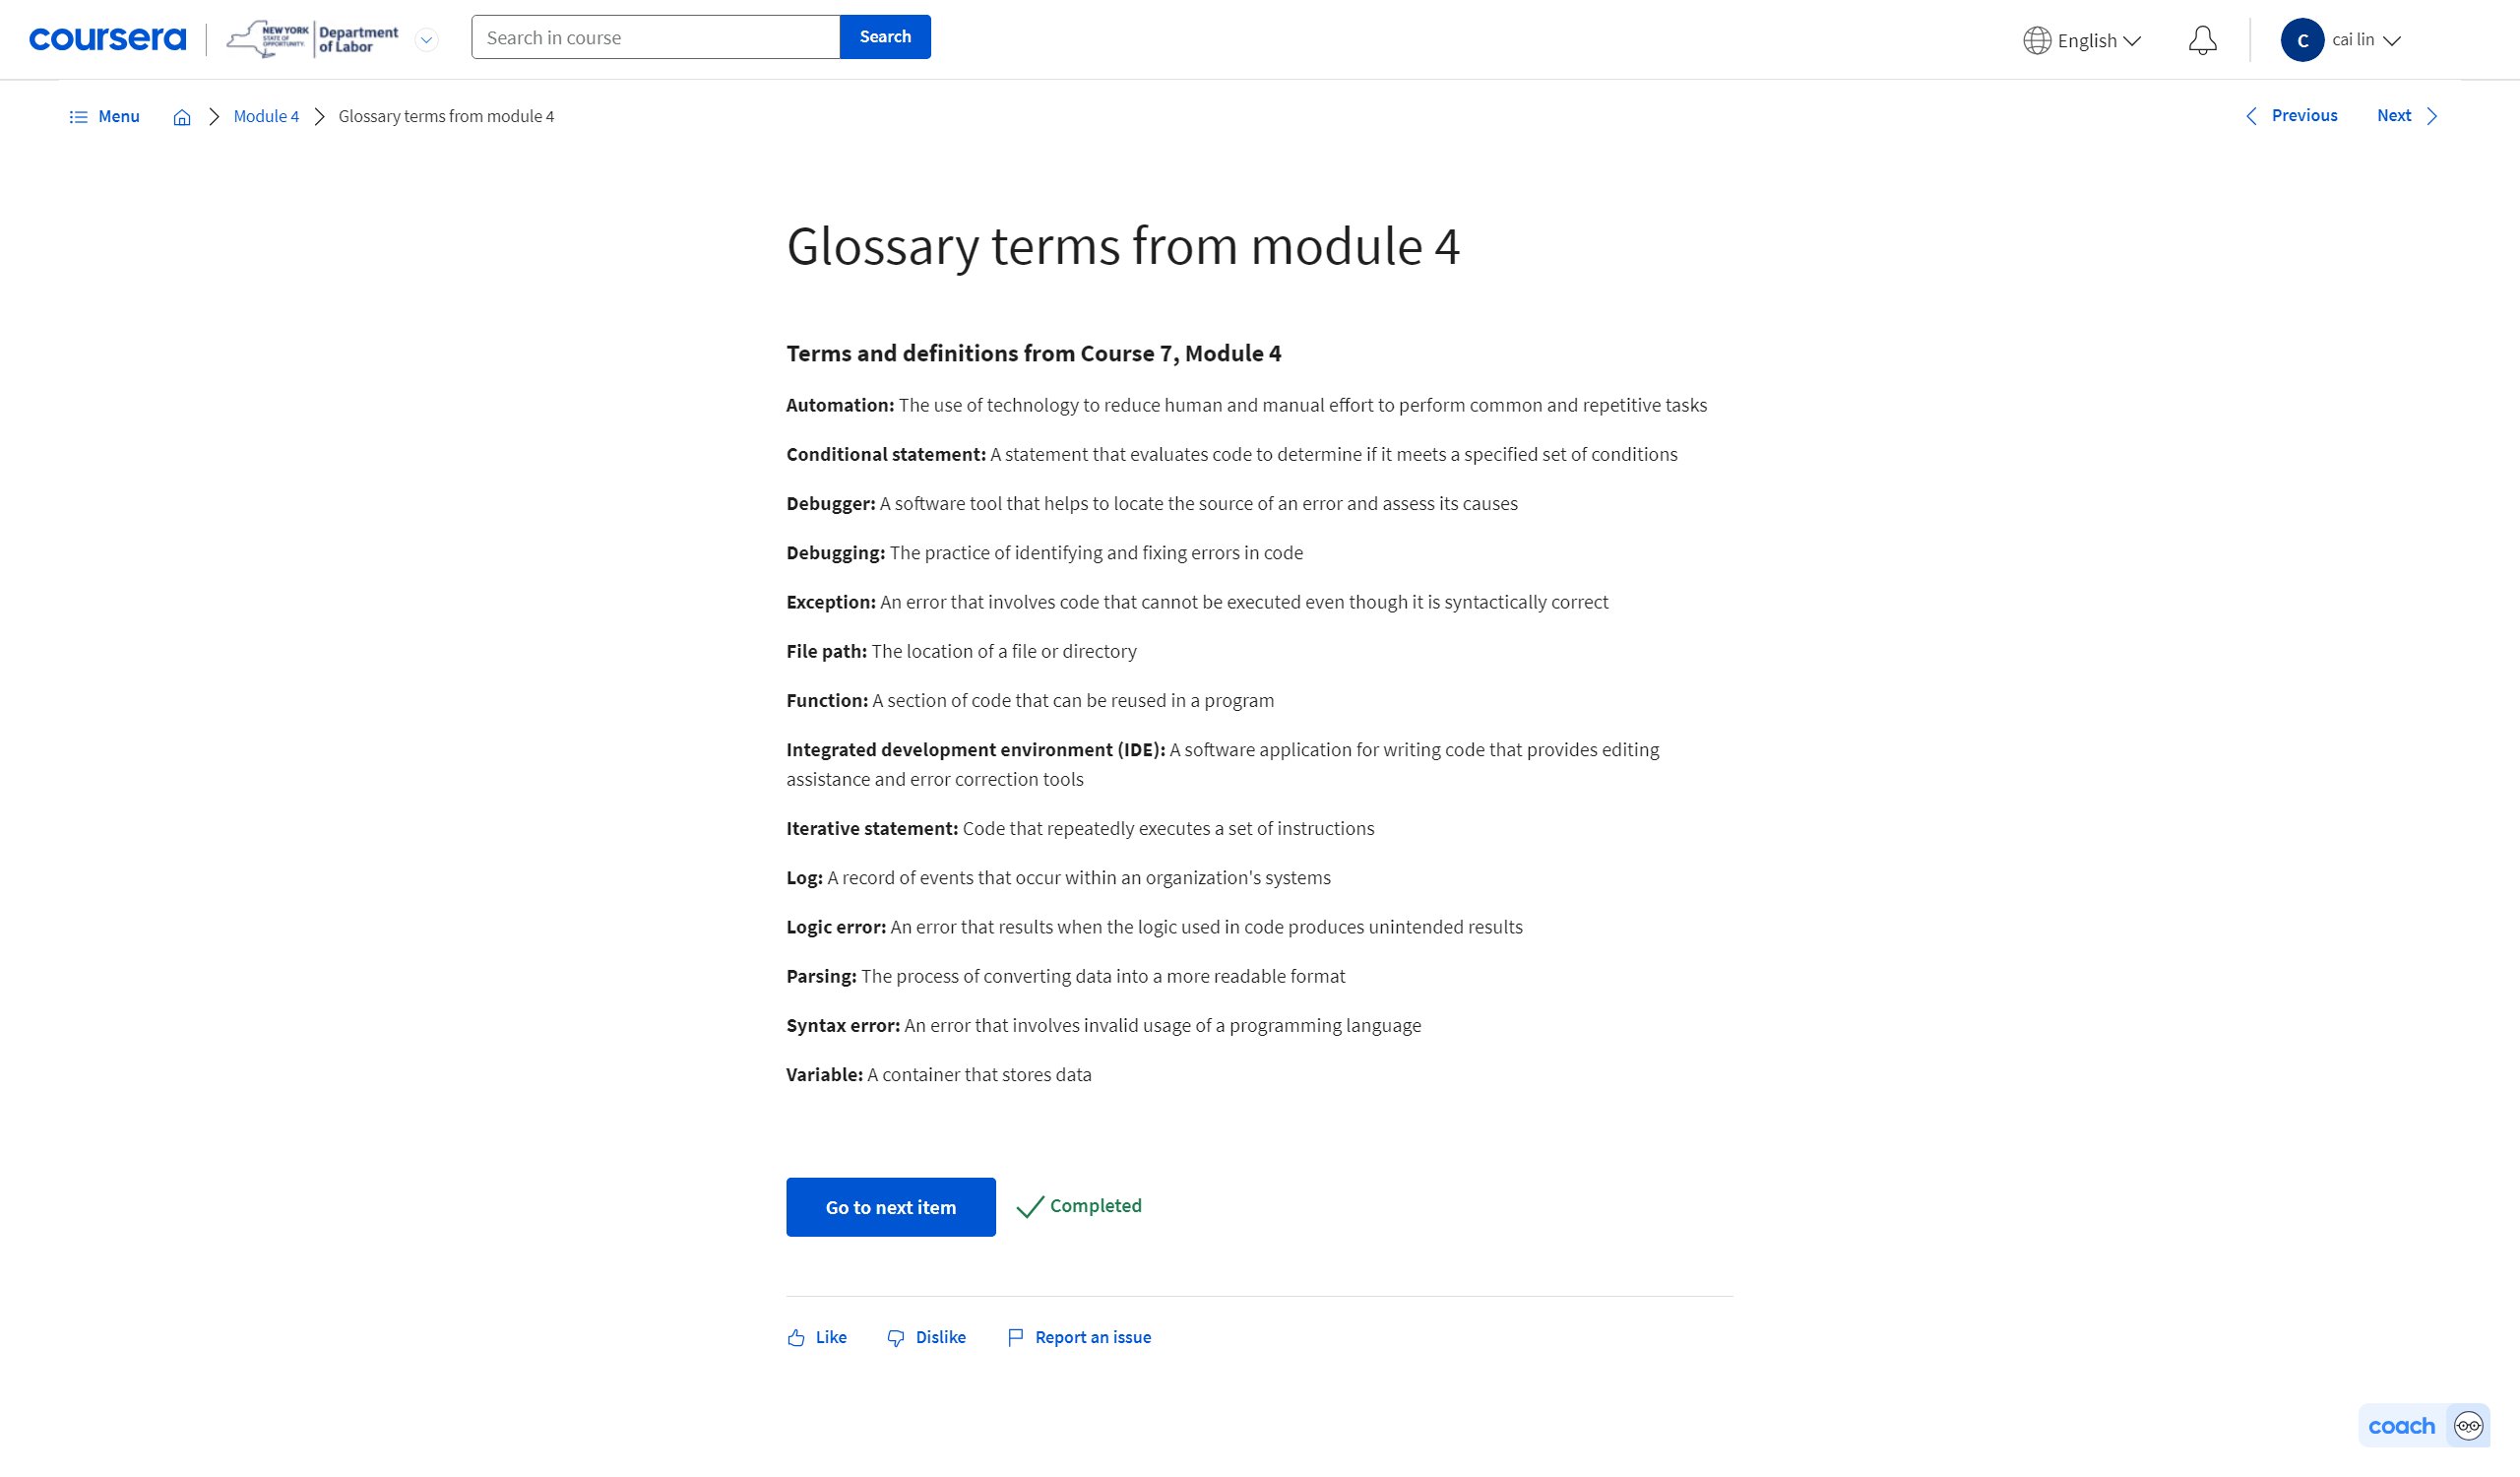 coursera
NEW YORK
STATE OF
OPPORTUNITY.
Department
of Labor
Search in course
Search
English
C
cai lin
Menu
Module 4
Glossary terms from module 4
Previous
Next
Glossary terms from module 4
Terms and definitions from Course 7, Module 4
Automation: The use of technology to reduce human and manual effort to perform common and repetitive tasks
Conditional statement: A statement that evaluates code to determine if it meets a specified set of conditions
Debugger: A software tool that helps to locate the source of an error and assess its causes
Debugging: The practice of identifying and fixing errors in code
Exception: An error that involves code that cannot be executed even though it is syntactically correct
File path: The location of a file or directory
Function: A section of code that can be reused in a program
Integrated development environment (IDE): A software application for writing code that provides editing
assistance and error correction tools
Iterative statement: Code that repeatedly executes a set of instructions
Log: A record of events that occur within an organization's systems
Logic error: An error that results when the logic used in code produces unintended results
Parsing: The process of converting data into a more readable format
Syntax error: An error that involves invalid usage of a programming language
Variable: A container that stores data
Go to next item
Completed
Like
Dislike
Report an issue
coach